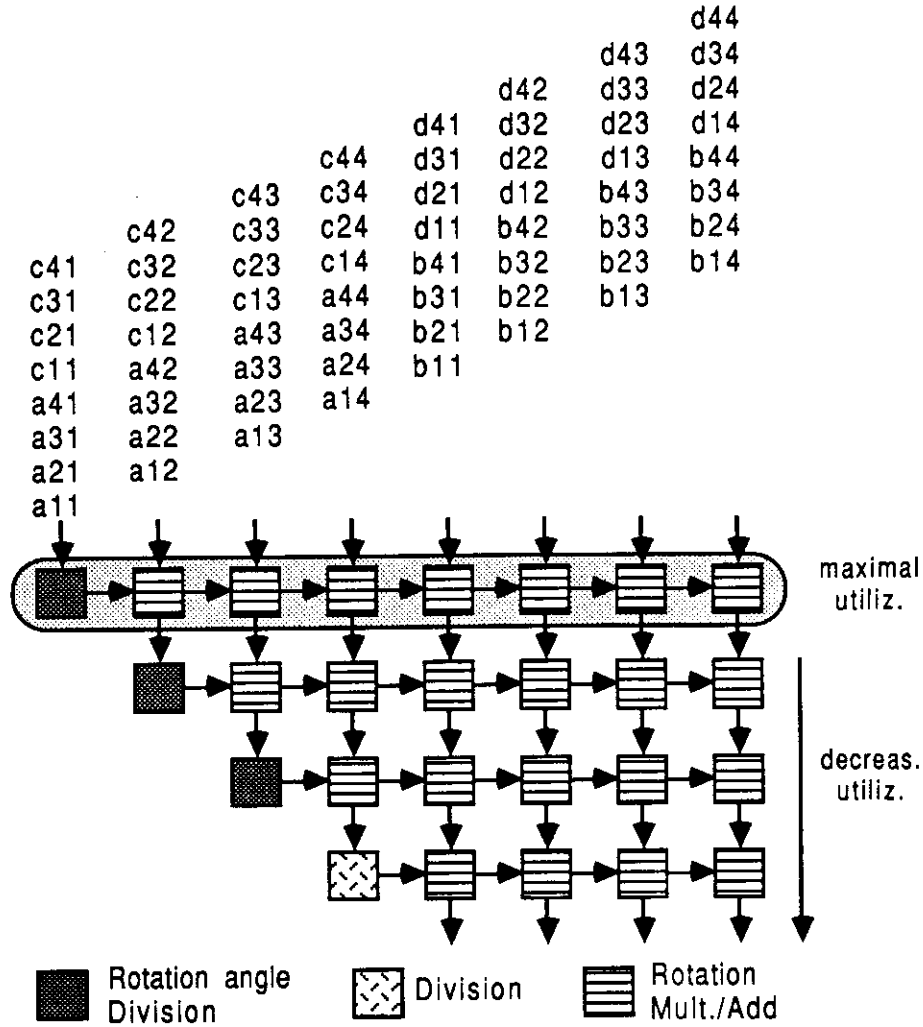 d44
d43 d34
d42 d33 d24
d41 d32 d23 d14
c44 d31 d22 d13 b44
c43 c34 d21 d12 b43 b34
c42 c33 c24 d11 b42 b33 b24
c41 c32 c23 c14 b41 b32 b23 b14
c31 c22 c13 a44 b31 b22 b13
c21 c12 a43 a34 b21 b12
c11 a42 a33 a24 b11
a41 a32 a23 a14
a31 a22 a13
a21 a12
a11
maximal
utiliz.
decreas.
utiliz.
Rotation angle
Division
Division
Rotation
Mult./Add